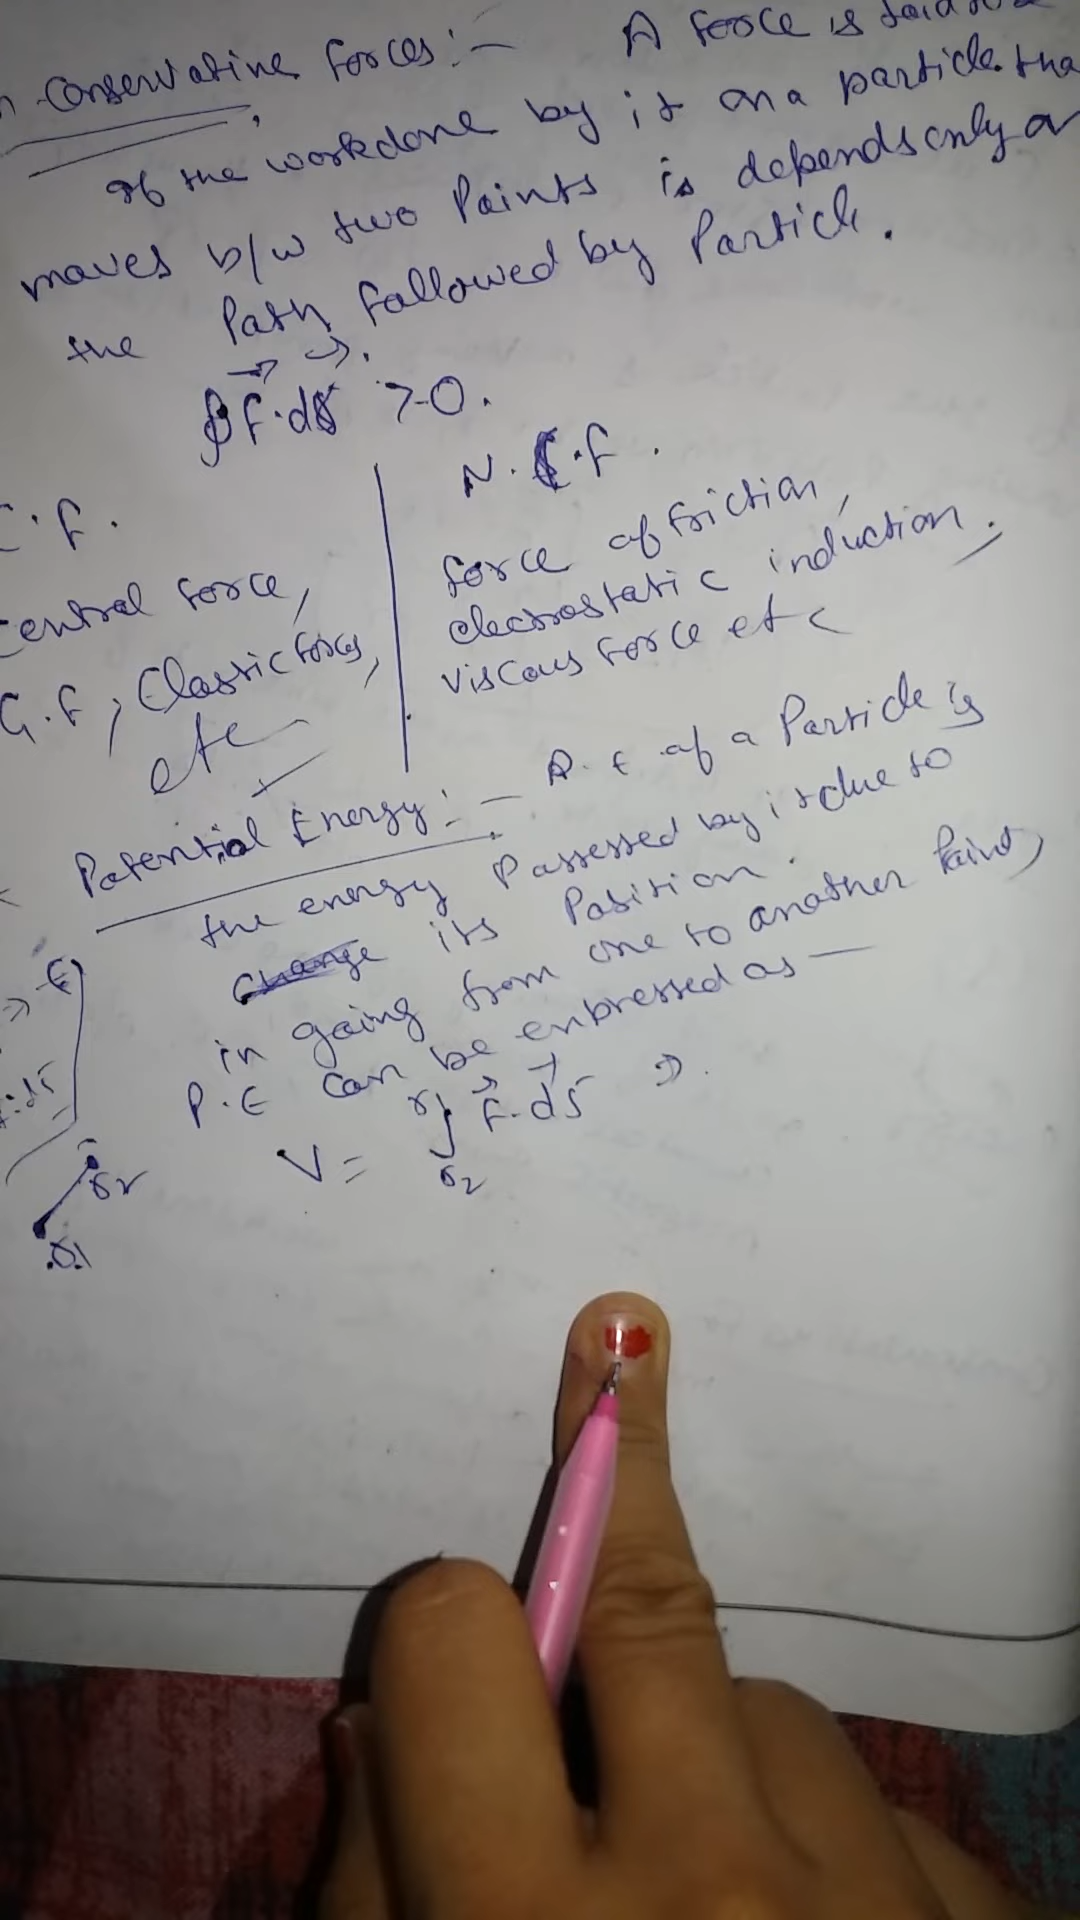 Conservative forces :- A force is said
If the workdone by it on a particle tha
moves b/w two Points is depends only on
the Path followed by Particle.
∮F⃗.dS⃗ >0.
C.F.
N.C.F.
Central force,
G.F, Elastic forces,
etc
force of friction,
electrostatic induction.
viscous force etc
Potential Energy :- P.E of a Particle is
the energy Possessed by it due to
its Position.
in going from one to another Point,
P.E can be expressed as —
V = r₁∫r₂ F⃗.dS⃗
r₂